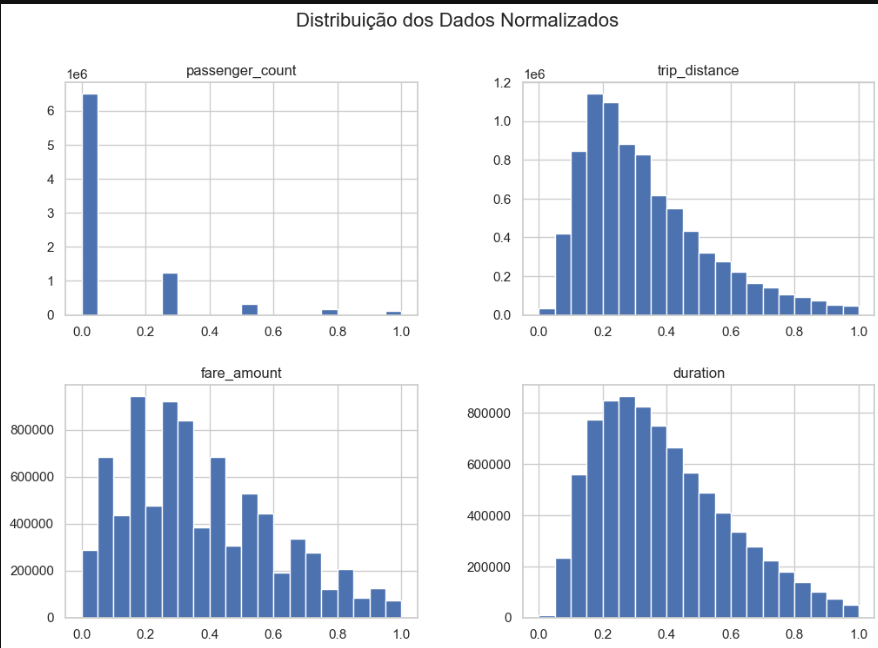 Distribuição dos Dados Normalizados
passenger_count
1e6
6
5
4
3
2
1
0
0.0 0.2 0.4 0.6 0.8 1.0
trip_distance
1e6
1.2
1.0
0.8
0.6
0.4
0.2
0.0
0.0 0.2 0.4 0.6 0.8 1.0
fare_amount
800000
600000
400000
200000
0
0.0 0.2 0.4 0.6 0.8 1.0
duration
800000
600000
400000
200000
0
0.0 0.2 0.4 0.6 0.8 1.0